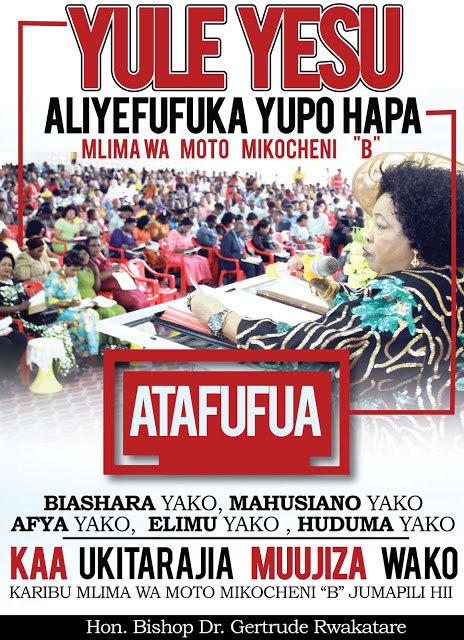 YULE YESU
ALIYEFUFUKA YUPO HAPA
MLIMA WA MOTO MIKOCHENI "B"
ATAFUFUA
BIASHARA YAKO, MAHUSIANO YAKO
AFYA YAKO, ELIMU YAKO , HUDUMA YAKO
KAA UKITARAJIA MUUJIZA WAKO
KARIBU MLIMA WA MOTO MIKOCHENI “B” JUMAPILI HII
Hon. Bishop Dr. Gertrude Rwakatare